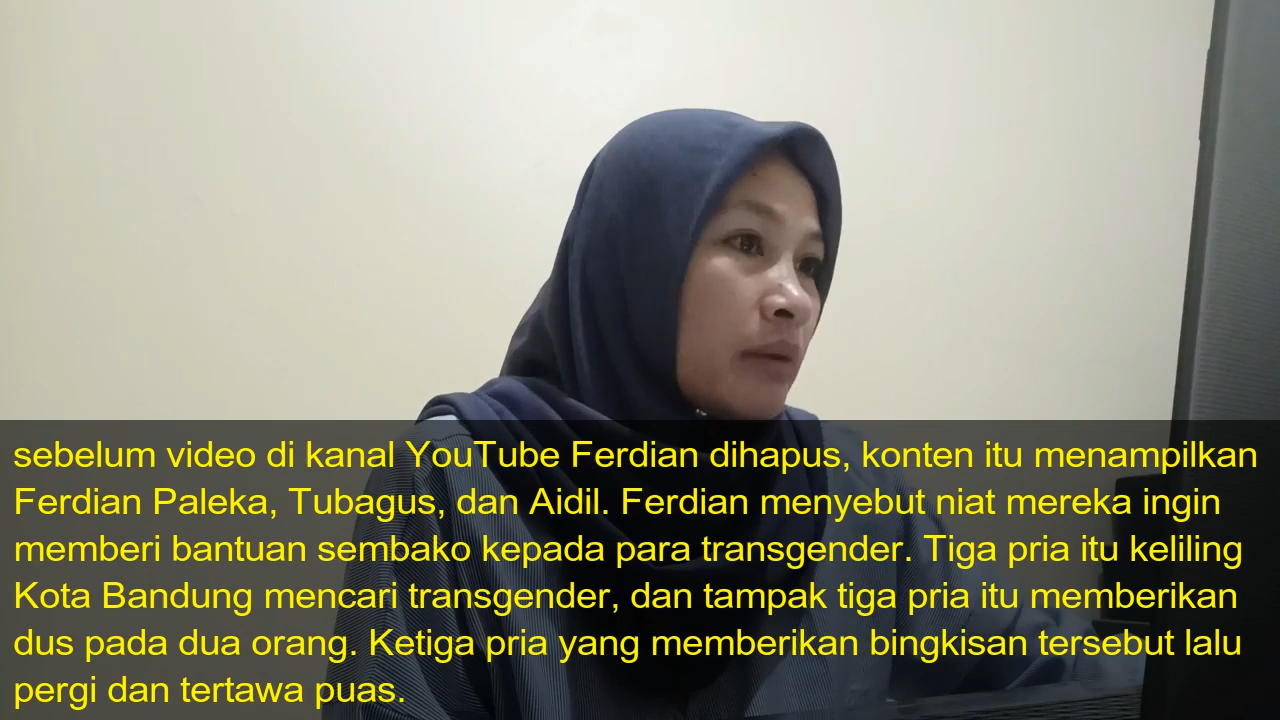 sebelum video di kanal YouTube Ferdian dihapus, konten itu menampilkan
Ferdian Paleka, Tubagus, dan Aidil. Ferdian menyebut niat mereka ingin
memberi bantuan sembako kepada para transgender. Tiga pria itu keliling
Kota Bandung mencari transgender, dan tampak tiga pria itu memberikan
dus pada dua orang. Ketiga pria yang memberikan bingkisan tersebut lalu
pergi dan tertawa puas.